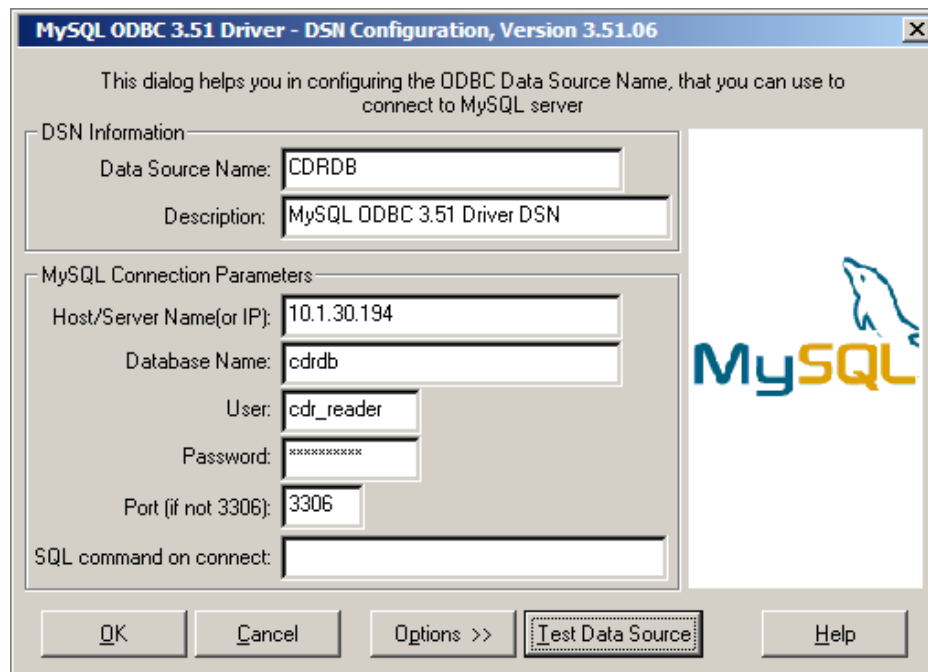 MySQL ODBC 3.51 Driver - DSN Configuration, Version 3.51.06
This dialog helps you in configuring the ODBC Data Source Name, that you can use to
connect to MySQL server
DSN Information
Data Source Name: CDRDB
Description: MySQL ODBC 3.51 Driver DSN
MySQL Connection Parameters
Host/Server Name(or IP): 10.1.30.194
Database Name: cdrdb
User: cdr_reader
Password: **********
Port (if not 3306): 3306
SQL command on connect:
MySQL
OK Cancel Options >> Test Data Source Help